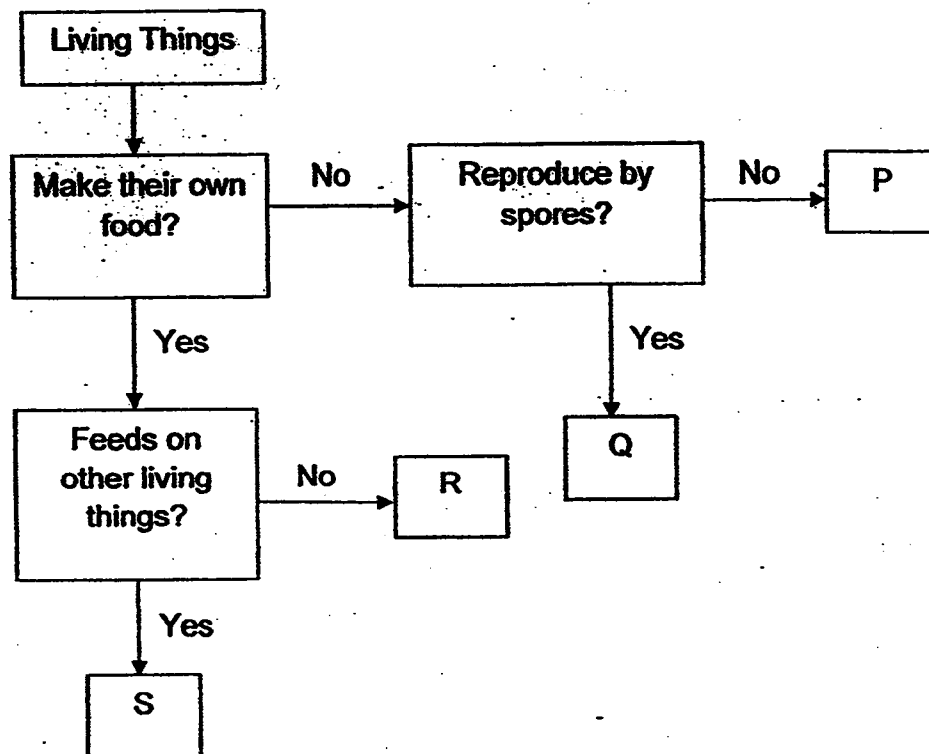 Living Things
Make their own
food?
No
Reproduce by
spores?
No
P
Yes
Yes
Q
Feeds on
other living
things?
No
R
Yes
S